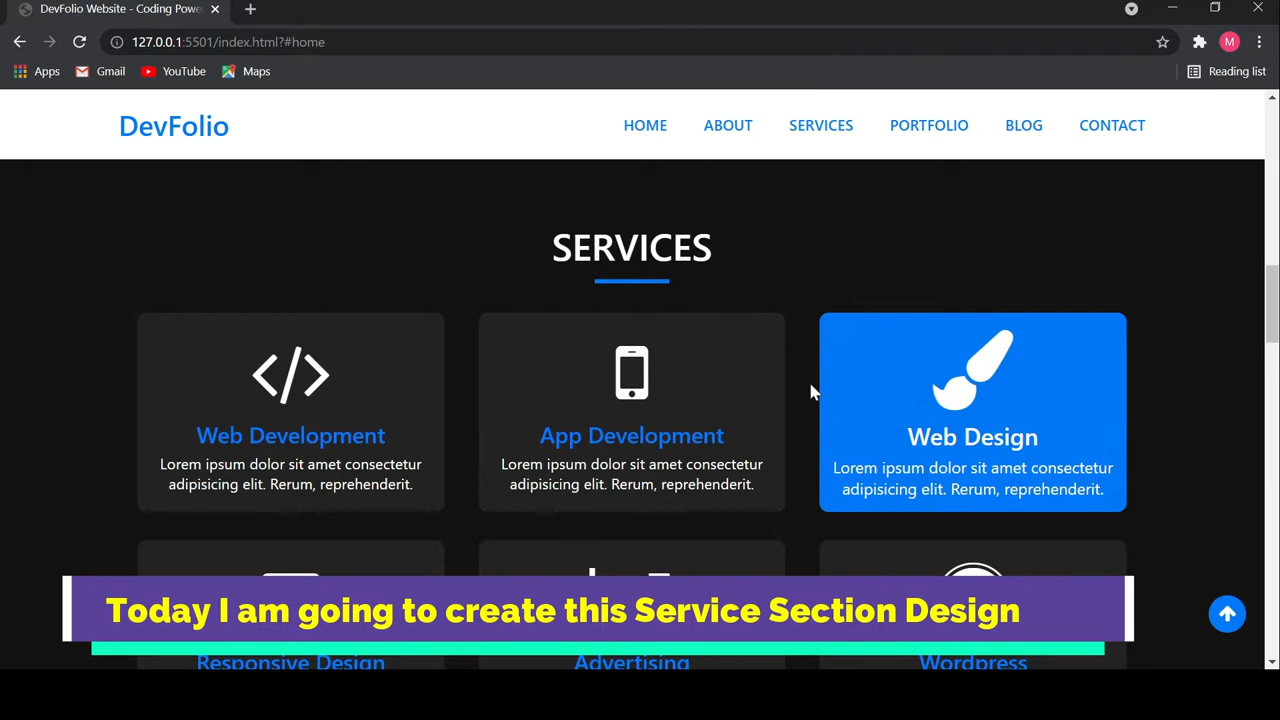 DevFolio Website - Coding Powe
127.0.0.1:5501/index.html?#home
M
Apps Gmail YouTube Maps Reading list
DevFolio HOME ABOUT SERVICES PORTFOLIO BLOG CONTACT
SERVICES
Web Development
Lorem ipsum dolor sit amet consectetur
adipisicing elit. Rerum, reprehenderit.
App Development
Lorem ipsum dolor sit amet consectetur
adipisicing elit. Rerum, reprehenderit.
Web Design
Lorem ipsum dolor sit amet consectetur
adipisicing elit. Rerum, reprehenderit.
Today I am going to create this Service Section Design
Responsive Design Advertising Wordpress